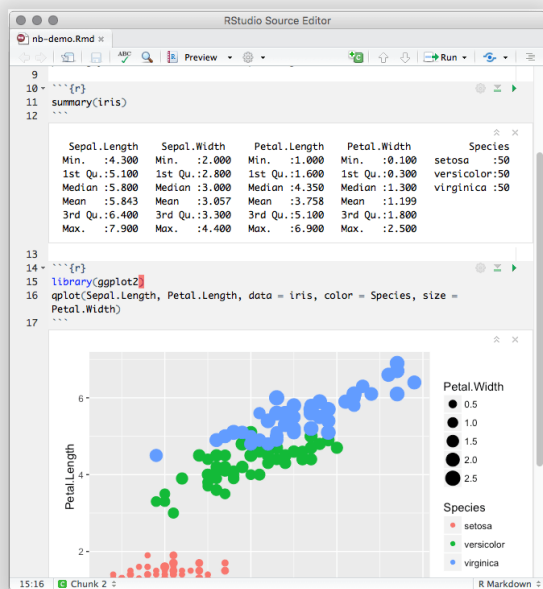 RStudio Source Editor
nb-demo.Rmd ×
ABC Preview Run
9
10 ```{r}
11 summary(iris)
12 ```
Sepal.Length Sepal.Width Petal.Length Petal.Width Species
Min. :4.300 Min. :2.000 Min. :1.000 Min. :0.100 setosa :50
1st Qu.:5.100 1st Qu.:2.800 1st Qu.:1.600 1st Qu.:0.300 versicolor:50
Median :5.800 Median :3.000 Median :4.350 Median :1.300 virginica :50
Mean :5.843 Mean :3.057 Mean :3.758 Mean :1.199
3rd Qu.:6.400 3rd Qu.:3.300 3rd Qu.:5.100 3rd Qu.:1.800
Max. :7.900 Max. :4.400 Max. :6.900 Max. :2.500
13
14 ```{r}
15 library(ggplot2)
16 qplot(Sepal.Length, Petal.Length, data = iris, color = Species, size =
Petal.Width)
17 ```
Petal.Length
6
4
2
Petal.Width
0.5
1.0
1.5
2.0
2.5
Species
setosa
versicolor
virginica
15:16 C Chunk 2 R Markdown